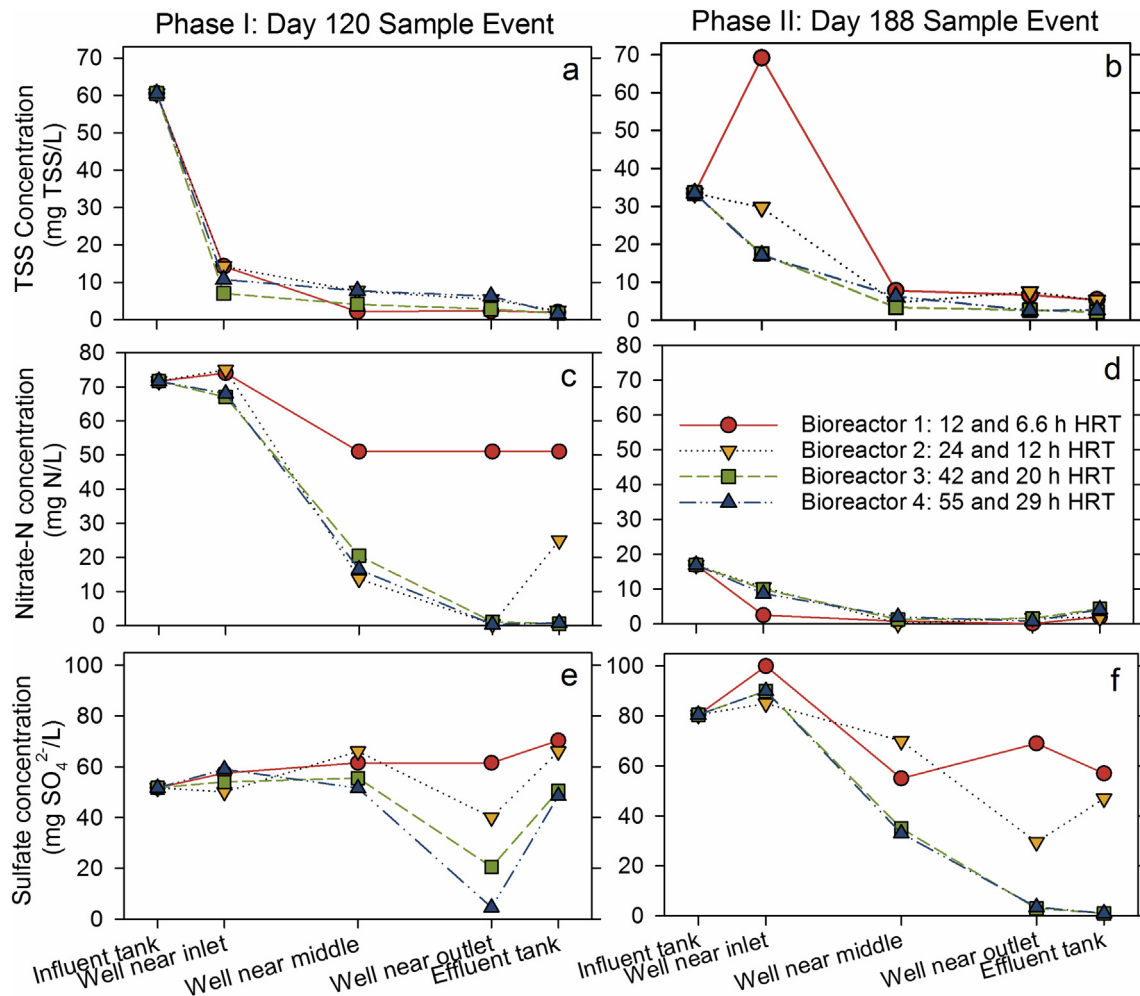 Phase I: Day 120 Sample Event
Phase II: Day 188 Sample Event
TSS Concentration
(mg TSS/L)
70
60
50
40
30
20
10
0
a
70
60
50
40
30
20
10
0
b
Nitrate-N concentration
(mg N/L)
80
70
60
50
40
30
20
10
0
c
80
70
60
50
40
30
20
10
0
d
Bioreactor 1: 12 and 6.6 h HRT
Bioreactor 2: 24 and 12 h HRT
Bioreactor 3: 42 and 20 h HRT
Bioreactor 4: 55 and 29 h HRT
Sulfate concentration
(mg SO₄²⁻/L)
100
80
60
40
20
0
e
100
80
60
40
20
0
f
Influent tank
Well near inlet
Well near middle
Well near outlet
Effluent tank
Influent tank
Well near inlet
Well near middle
Well near outlet
Effluent tank